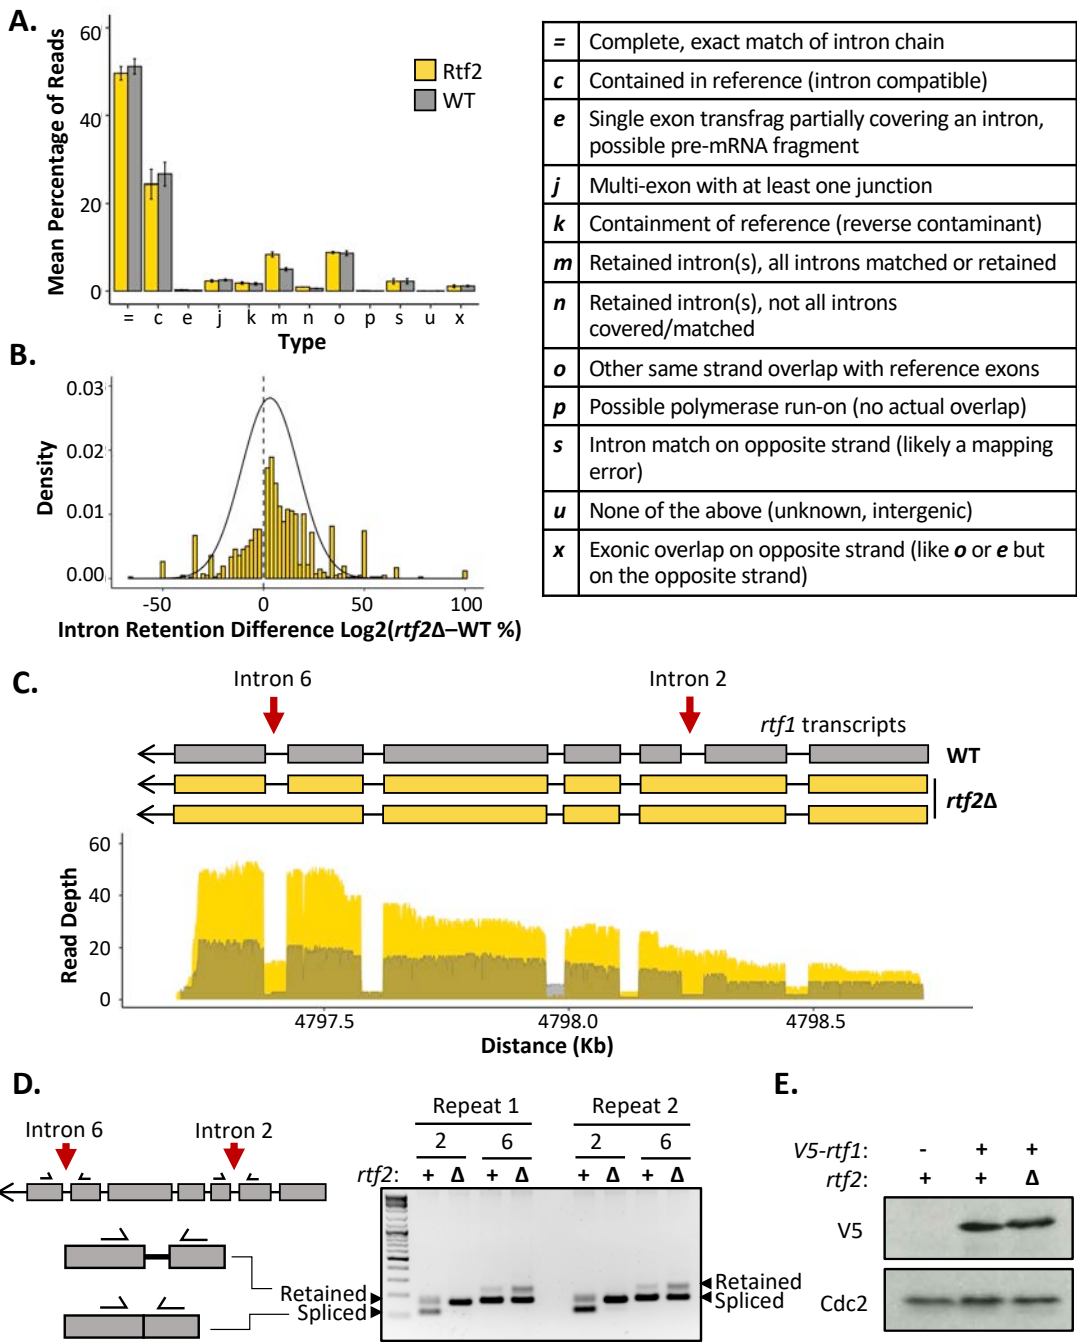 A.
Mean Percentage of Reads
60
40
20
0
Rtf2
WT
= c e j k m n o p s u x
Type
= Complete, exact match of intron chain
c Contained in reference (intron compatible)
e Single exon transfrag partially covering an intron,
possible pre-mRNA fragment
j Multi-exon with at least one junction
k Containment of reference (reverse contaminant)
m Retained intron(s), all introns matched or retained
n Retained intron(s), not all introns
covered/matched
o Other same strand overlap with reference exons
p Possible polymerase run-on (no actual overlap)
s Intron match on opposite strand (likely a mapping
error)
u None of the above (unknown, intergenic)
x Exonic overlap on opposite strand (like o or e but
on the opposite strand)
B.
Density
0.03
0.02
0.01
0.00
-50 0 50 100
Intron Retention Difference Log2(rtf2Δ–WT %)
C.
Intron 6 Intron 2
rtf1 transcripts
WT
rtf2Δ
Read Depth
60
40
20
0
4797.5 4798.0 4798.5
Distance (Kb)
D.
Intron 6 Intron 2
Retained
Spliced
Repeat 1 Repeat 2
2 6 2 6
rtf2: + Δ + Δ + Δ + Δ
Retained
Spliced
E.
V5-rtf1: - + +
rtf2: + + Δ
V5
Cdc2